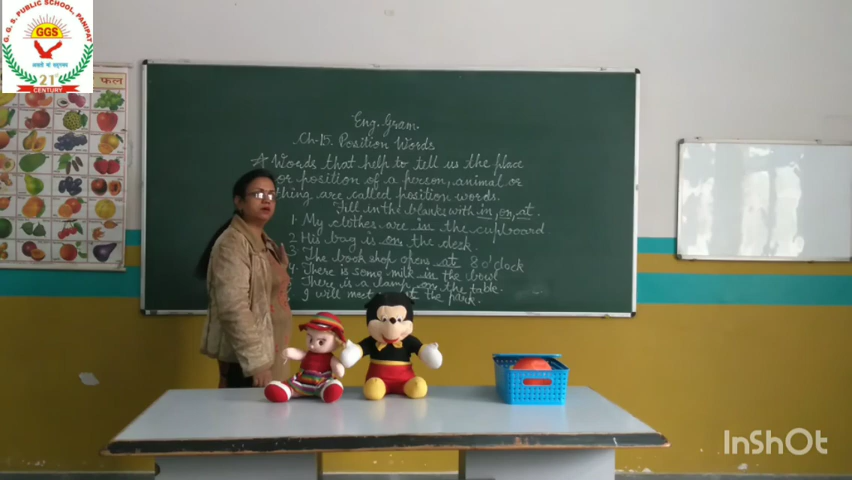 G. G. S. PUBLIC SCHOOL, PANIPAT
GGS
21st
CENTURY
फल
Eng. Gram.
Ch-15. Position Words
Words that help to tell us the place
or position of a person, animal or
thing are called position words.
Fill in the blanks with in, on, at.
1. My clothes are in the cupboard
2. His bag is on the desk.
3. The book shop opens at 8 o'clock
4. There is some milk in the bowl
There is a lamp on the table.
I will meet at the park.
InShOt